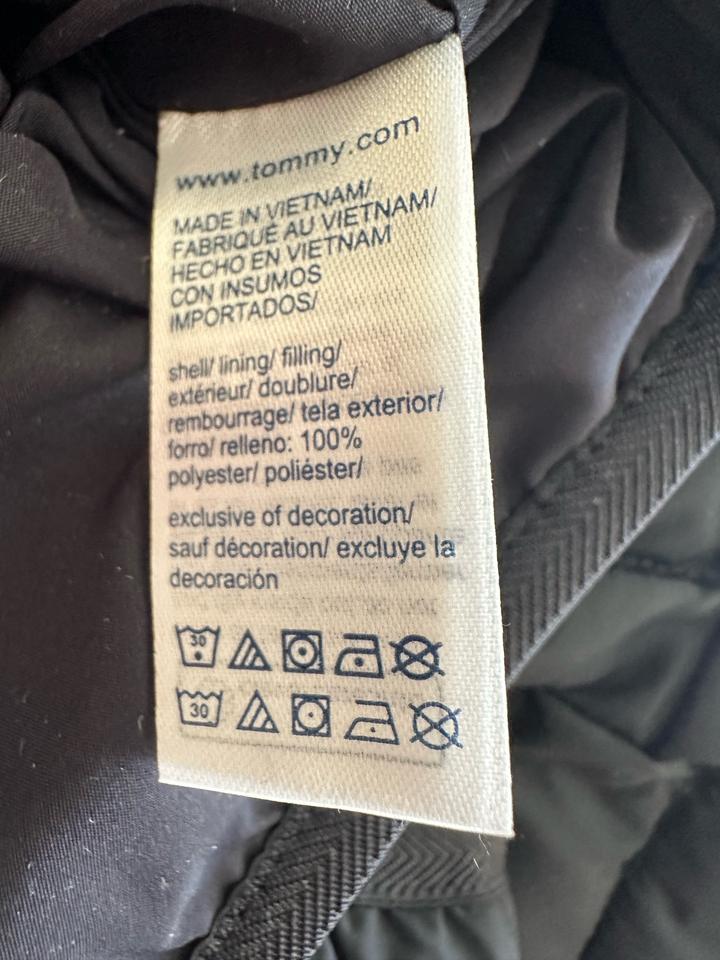 www.tommy.com
MADE IN VIETNAM/
FABRIQUÉ AU VIETNAM/
HECHO EN VIETNAM
CON INSUMOS
IMPORTADOS/
shell/ lining/ filling/
extérieur/ doublure/
rembourrage/ tela exterior/
forro/ relleno: 100%
polyester/ poliéster/
exclusive of decoration/
sauf décoration/ excluye la
decoración
30
30